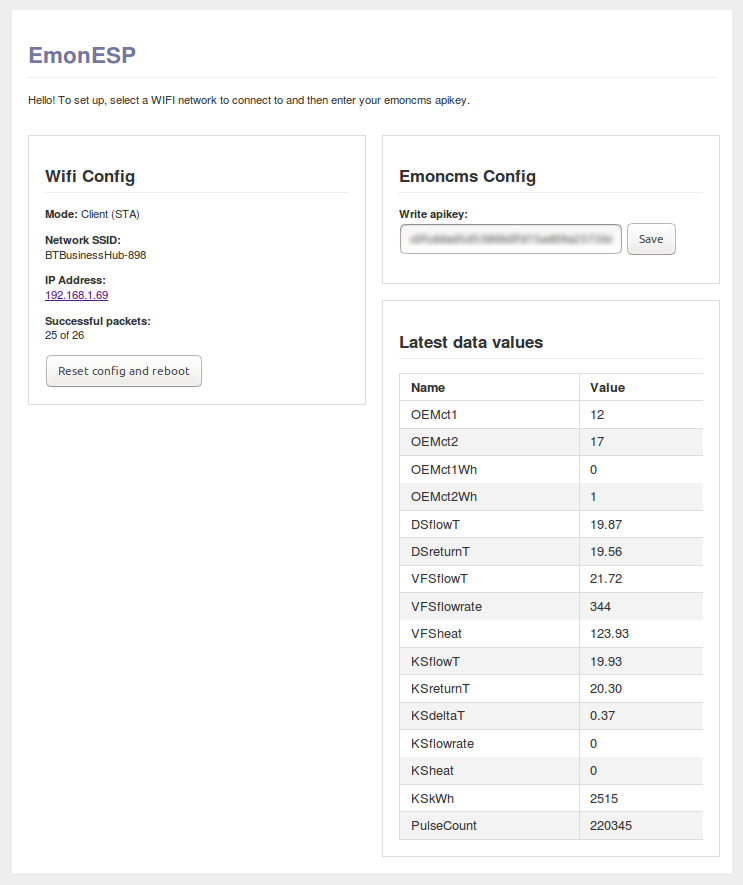 EmonESP
Hello! To set up, select a WIFI network to connect to and then enter your emoncms apikey.
Wifi Config
Mode: Client (STA)
Network SSID:
BTBusinessHub-898
IP Address:
192.168.1.69
Successful packets:
25 of 26
Reset config and reboot
Emoncms Config
Write apikey:
Save
Latest data values
Name Value
OEMct1 12
OEMct2 17
OEMct1Wh 0
OEMct2Wh 1
DSflowT 19.87
DSreturnT 19.56
VFSflowT 21.72
VFSflowrate 344
VFSheat 123.93
KSflowT 19.93
KSreturnT 20.30
KSdeltaT 0.37
KSflowrate 0
KSheat 0
KSkWh 2515
PulseCount 220345